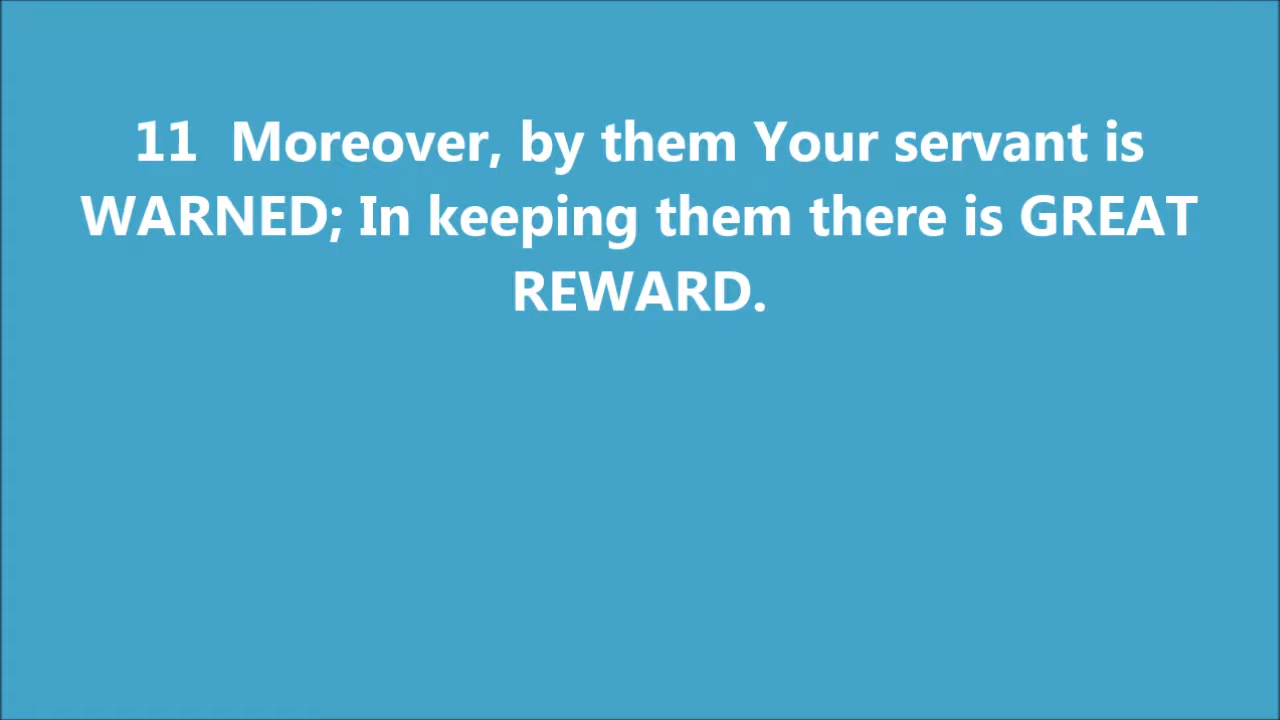 11  Moreover, by them Your servant is
WARNED; In keeping them there is GREAT
REWARD.